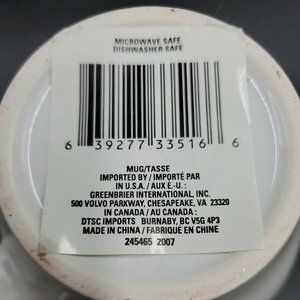 MICROWAVE SAFE
DISHWASHER SAFE
6 39277 33516 6
MUG/TASSE
IMPORTED BY / IMPORTÉ PAR
IN U.S.A. / AUX É.-U. :
GREENBRIER INTERNATIONAL, INC.
500 VOLVO PARKWAY, CHESAPEAKE, VA 23320
IN CANADA / AU CANADA :
DTSC IMPORTS BURNABY, BC V5G 4P3
MADE IN CHINA / FABRIQUÉ EN CHINE
245465 2007